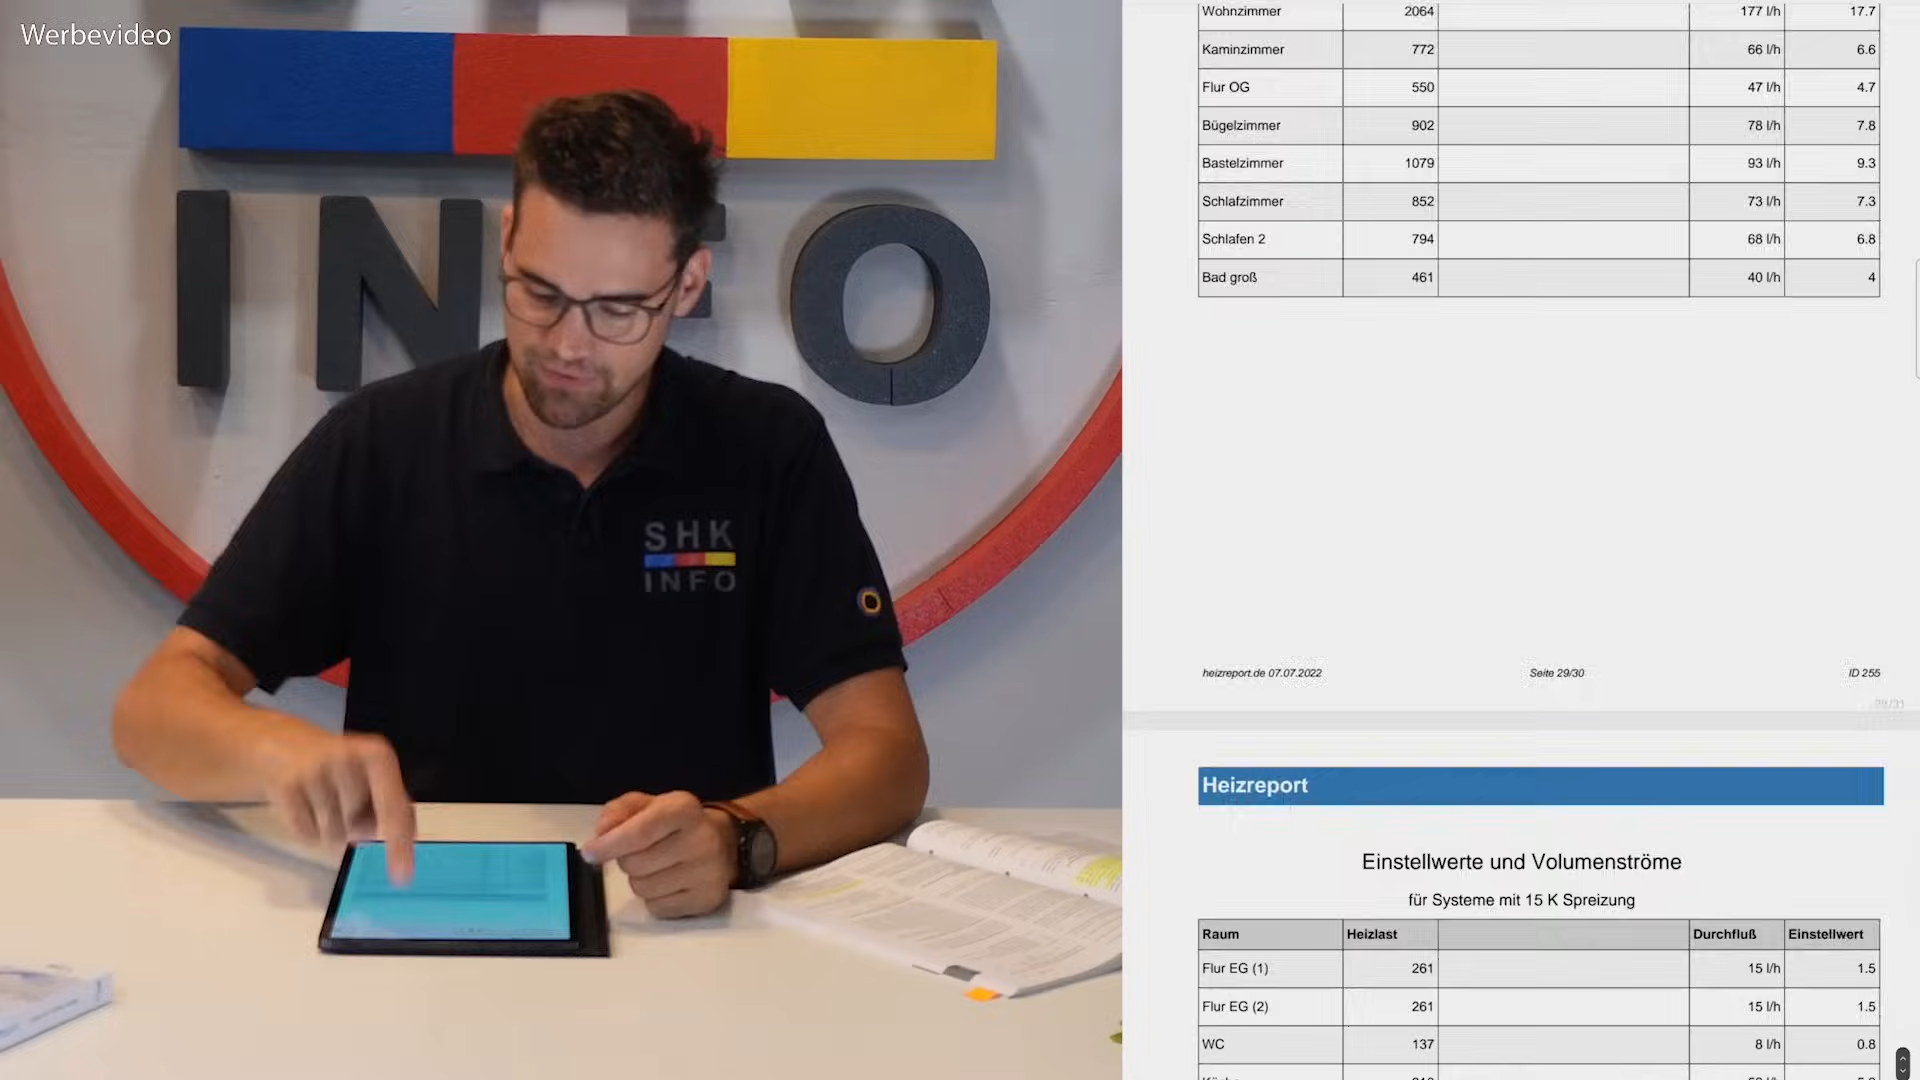 Werbevideo
INFO
SHK
INFO
Wohnzimmer 2064 177 l/h 17.7
Kaminzimmer 772 66 l/h 6.6
Flur OG 550 47 l/h 4.7
Bügelzimmer 902 78 l/h 7.8
Bastelzimmer 1079 93 l/h 9.3
Schlafzimmer 852 73 l/h 7.3
Schlafen 2 794 68 l/h 6.8
Bad groß 461 40 l/h 4
heizreport.de 07.07.2022 Seite 29/30 ID 255
Heizreport
Einstellwerte und Volumenströme
für Systeme mit 15 K Spreizung
Raum Heizlast Durchfluß Einstellwert
Flur EG (1) 261 15 l/h 1.5
Flur EG (2) 261 15 l/h 1.5
WC 137 8 l/h 0.8